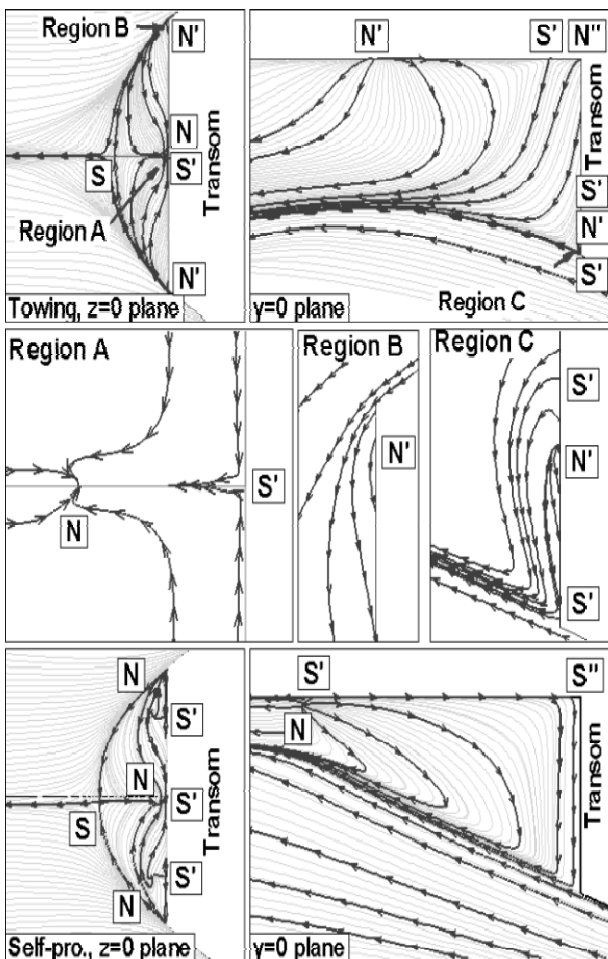 Region B
N'
N
S'
S
Region A
N'
Transom
Towing, z=0 plane
N'
S'
N''
Transom
S'
N'
S'
Region C
y=0 plane
Region A
N
S'
Region B
N'
Region C
S'
N'
S'
N
S'
N
S'
S
S'
N
Transom
Self-pro., z=0 plane
S'
S''
N
Transom
y=0 plane